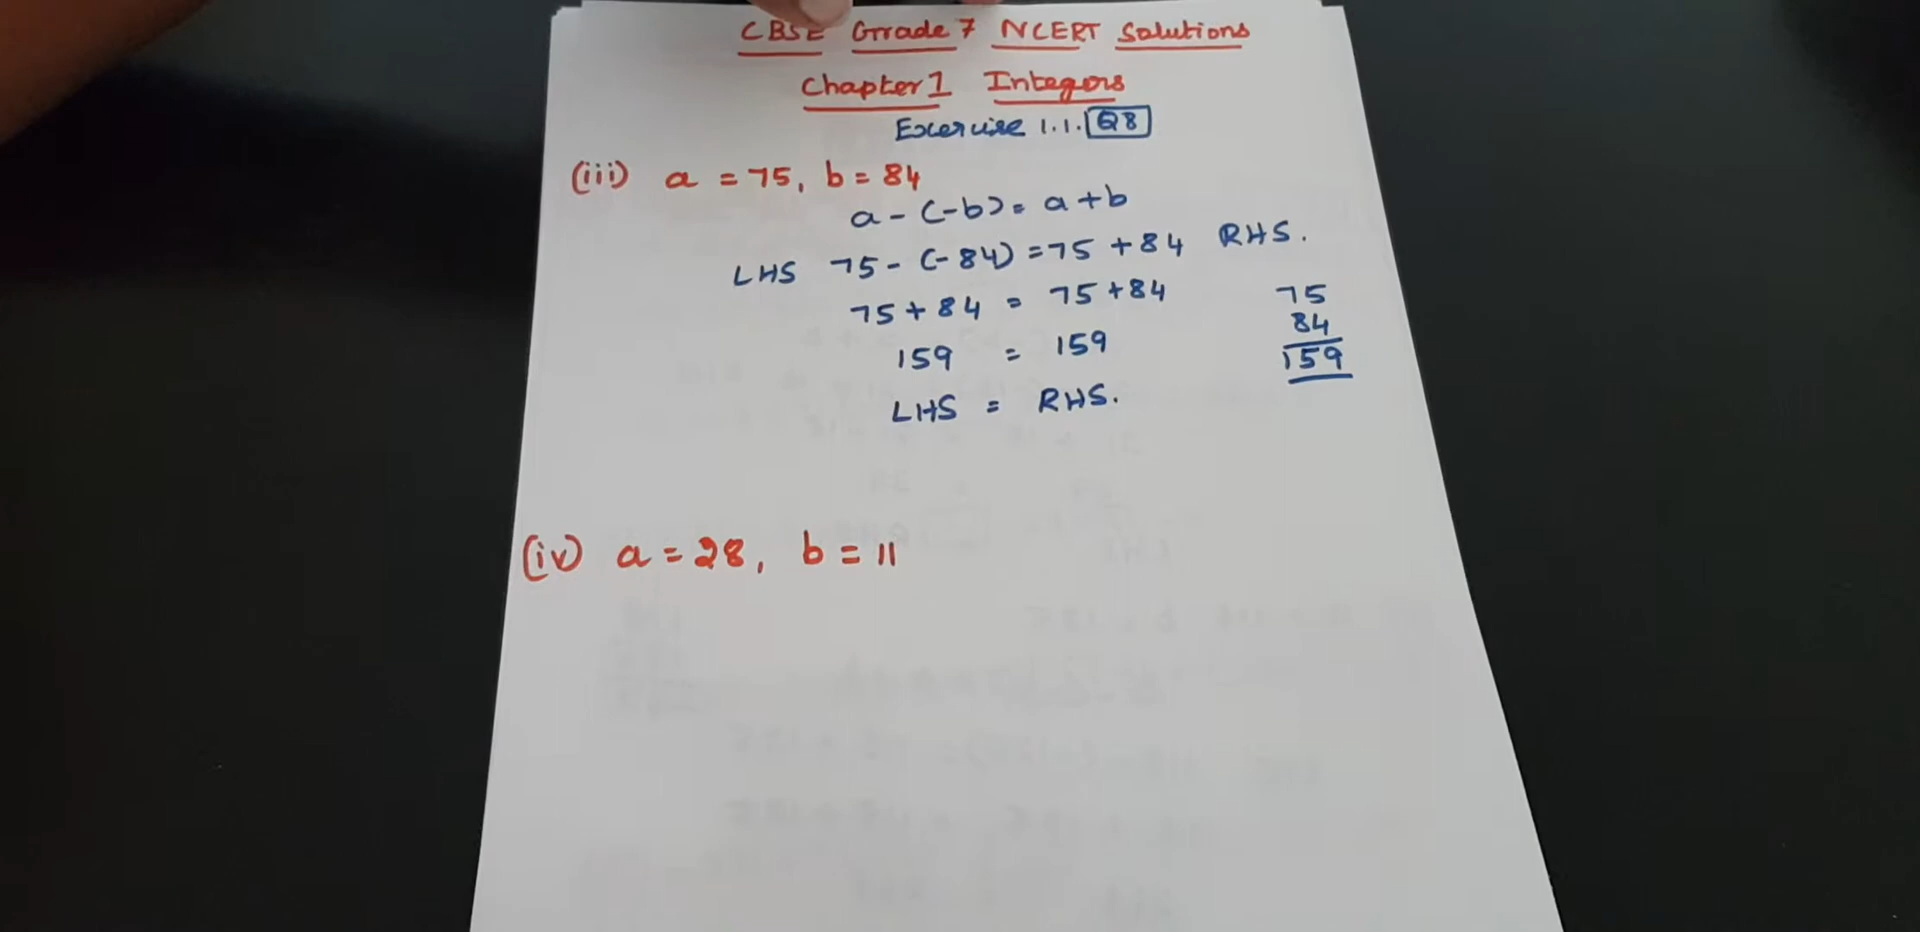 CBSE Grade 7 NCERT Solutions
Chapter 1 Integers
Exercise 1.1. Q8
(iii) a = 75, b = 84
a - (-b) = a + b
LHS 75 - (-84) = 75 + 84 RHS.
75 + 84 = 75 + 84
159 = 159
LHS = RHS.
75
84
159
(iv) a = 28, b = 11